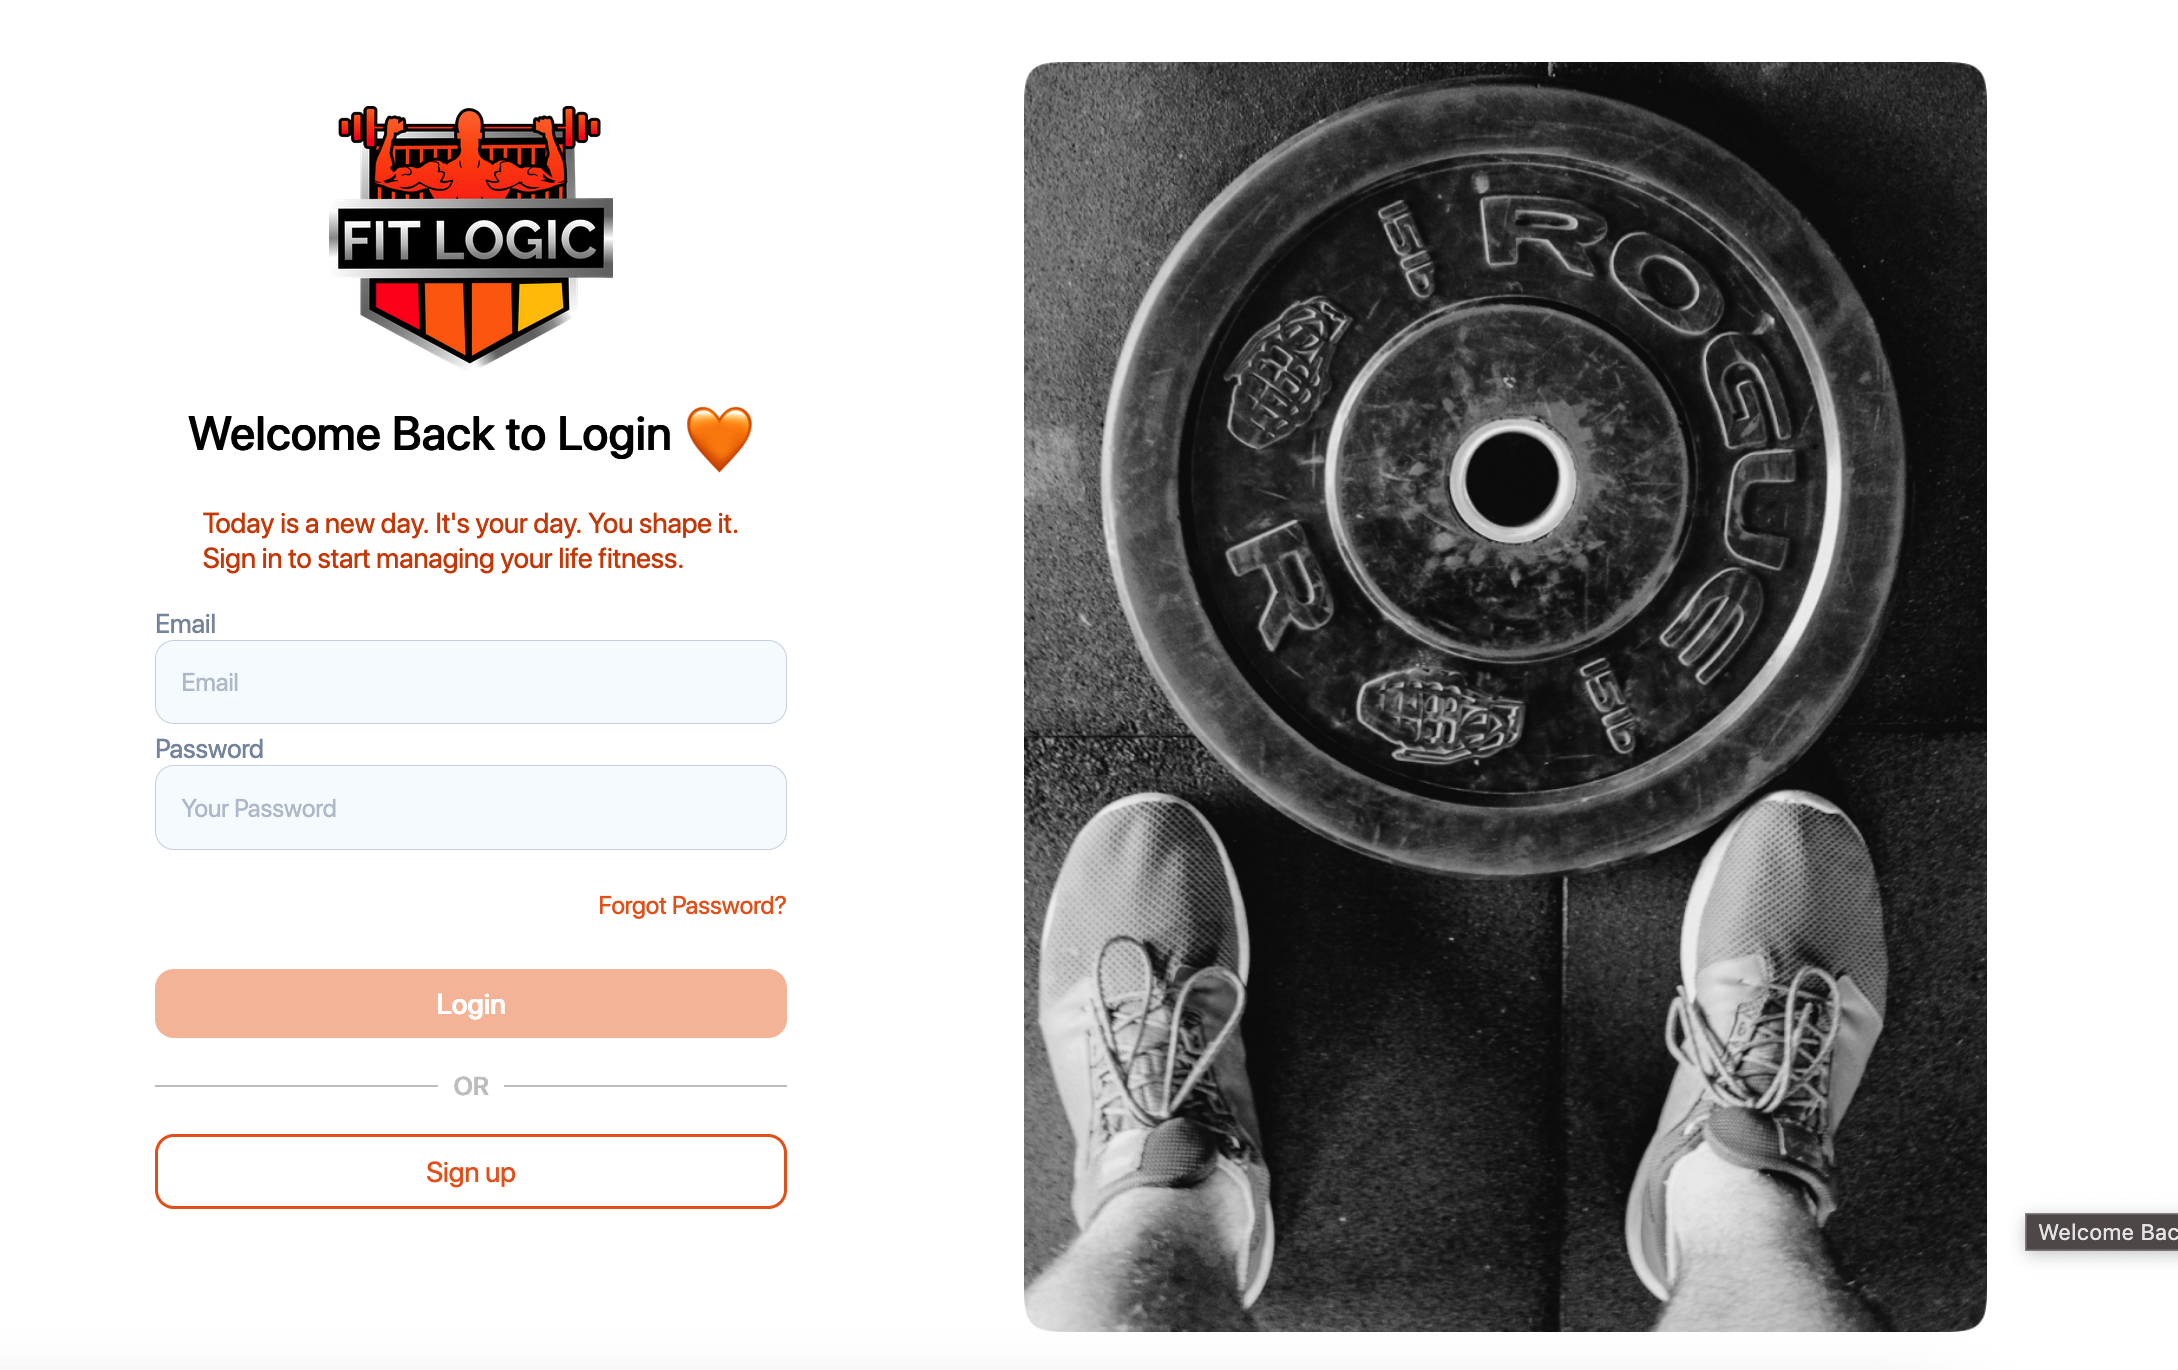 FIT LOGIC
Welcome Back to Login 🧡
Today is a new day. It's your day. You shape it.
Sign in to start managing your life fitness.
Email
Email
Password
Your Password
Forgot Password?
Login
OR
Sign up
15lb
ROGUE
15lb
R
Welcome Bac